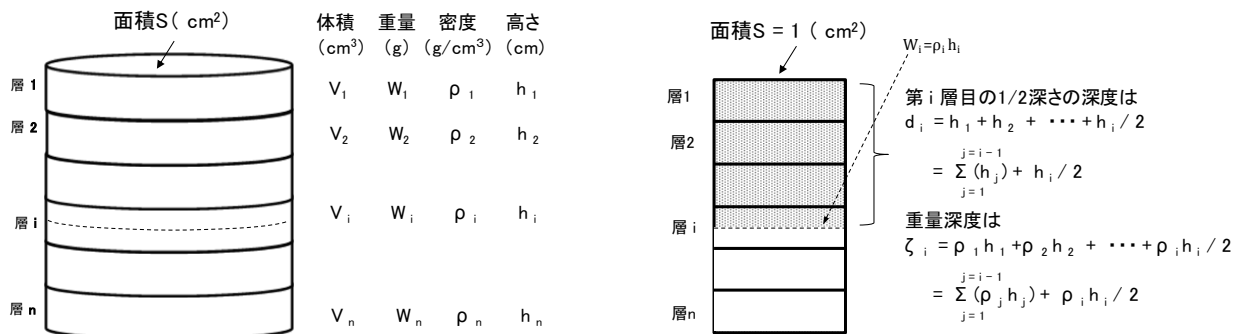 面積S( cm²)
体積 重量 密度 高さ
(cm³) (g) (g/cm³) (cm)
層 1 V₁ W₁ ρ₁ h₁
層 2 V₂ W₂ ρ₂ h₂
層 i Vᵢ Wᵢ ρᵢ hᵢ
層 n Vₙ Wₙ ρₙ hₙ
面積S = 1 ( cm²)
Wᵢ=ρᵢhᵢ
層1
層2
層 i
層n
第 i 層目の1/2深さの深度は
dᵢ = h₁ + h₂ + ・・・ + hᵢ / 2
j = i − 1
= Σ (hⱼ) + hᵢ / 2
j = 1
重量深度は
ζᵢ = ρ₁h₁ + ρ₂h₂ + ・・・ + ρᵢhᵢ / 2
j = i − 1
= Σ (ρⱼhⱼ) + ρᵢhᵢ / 2
j = 1